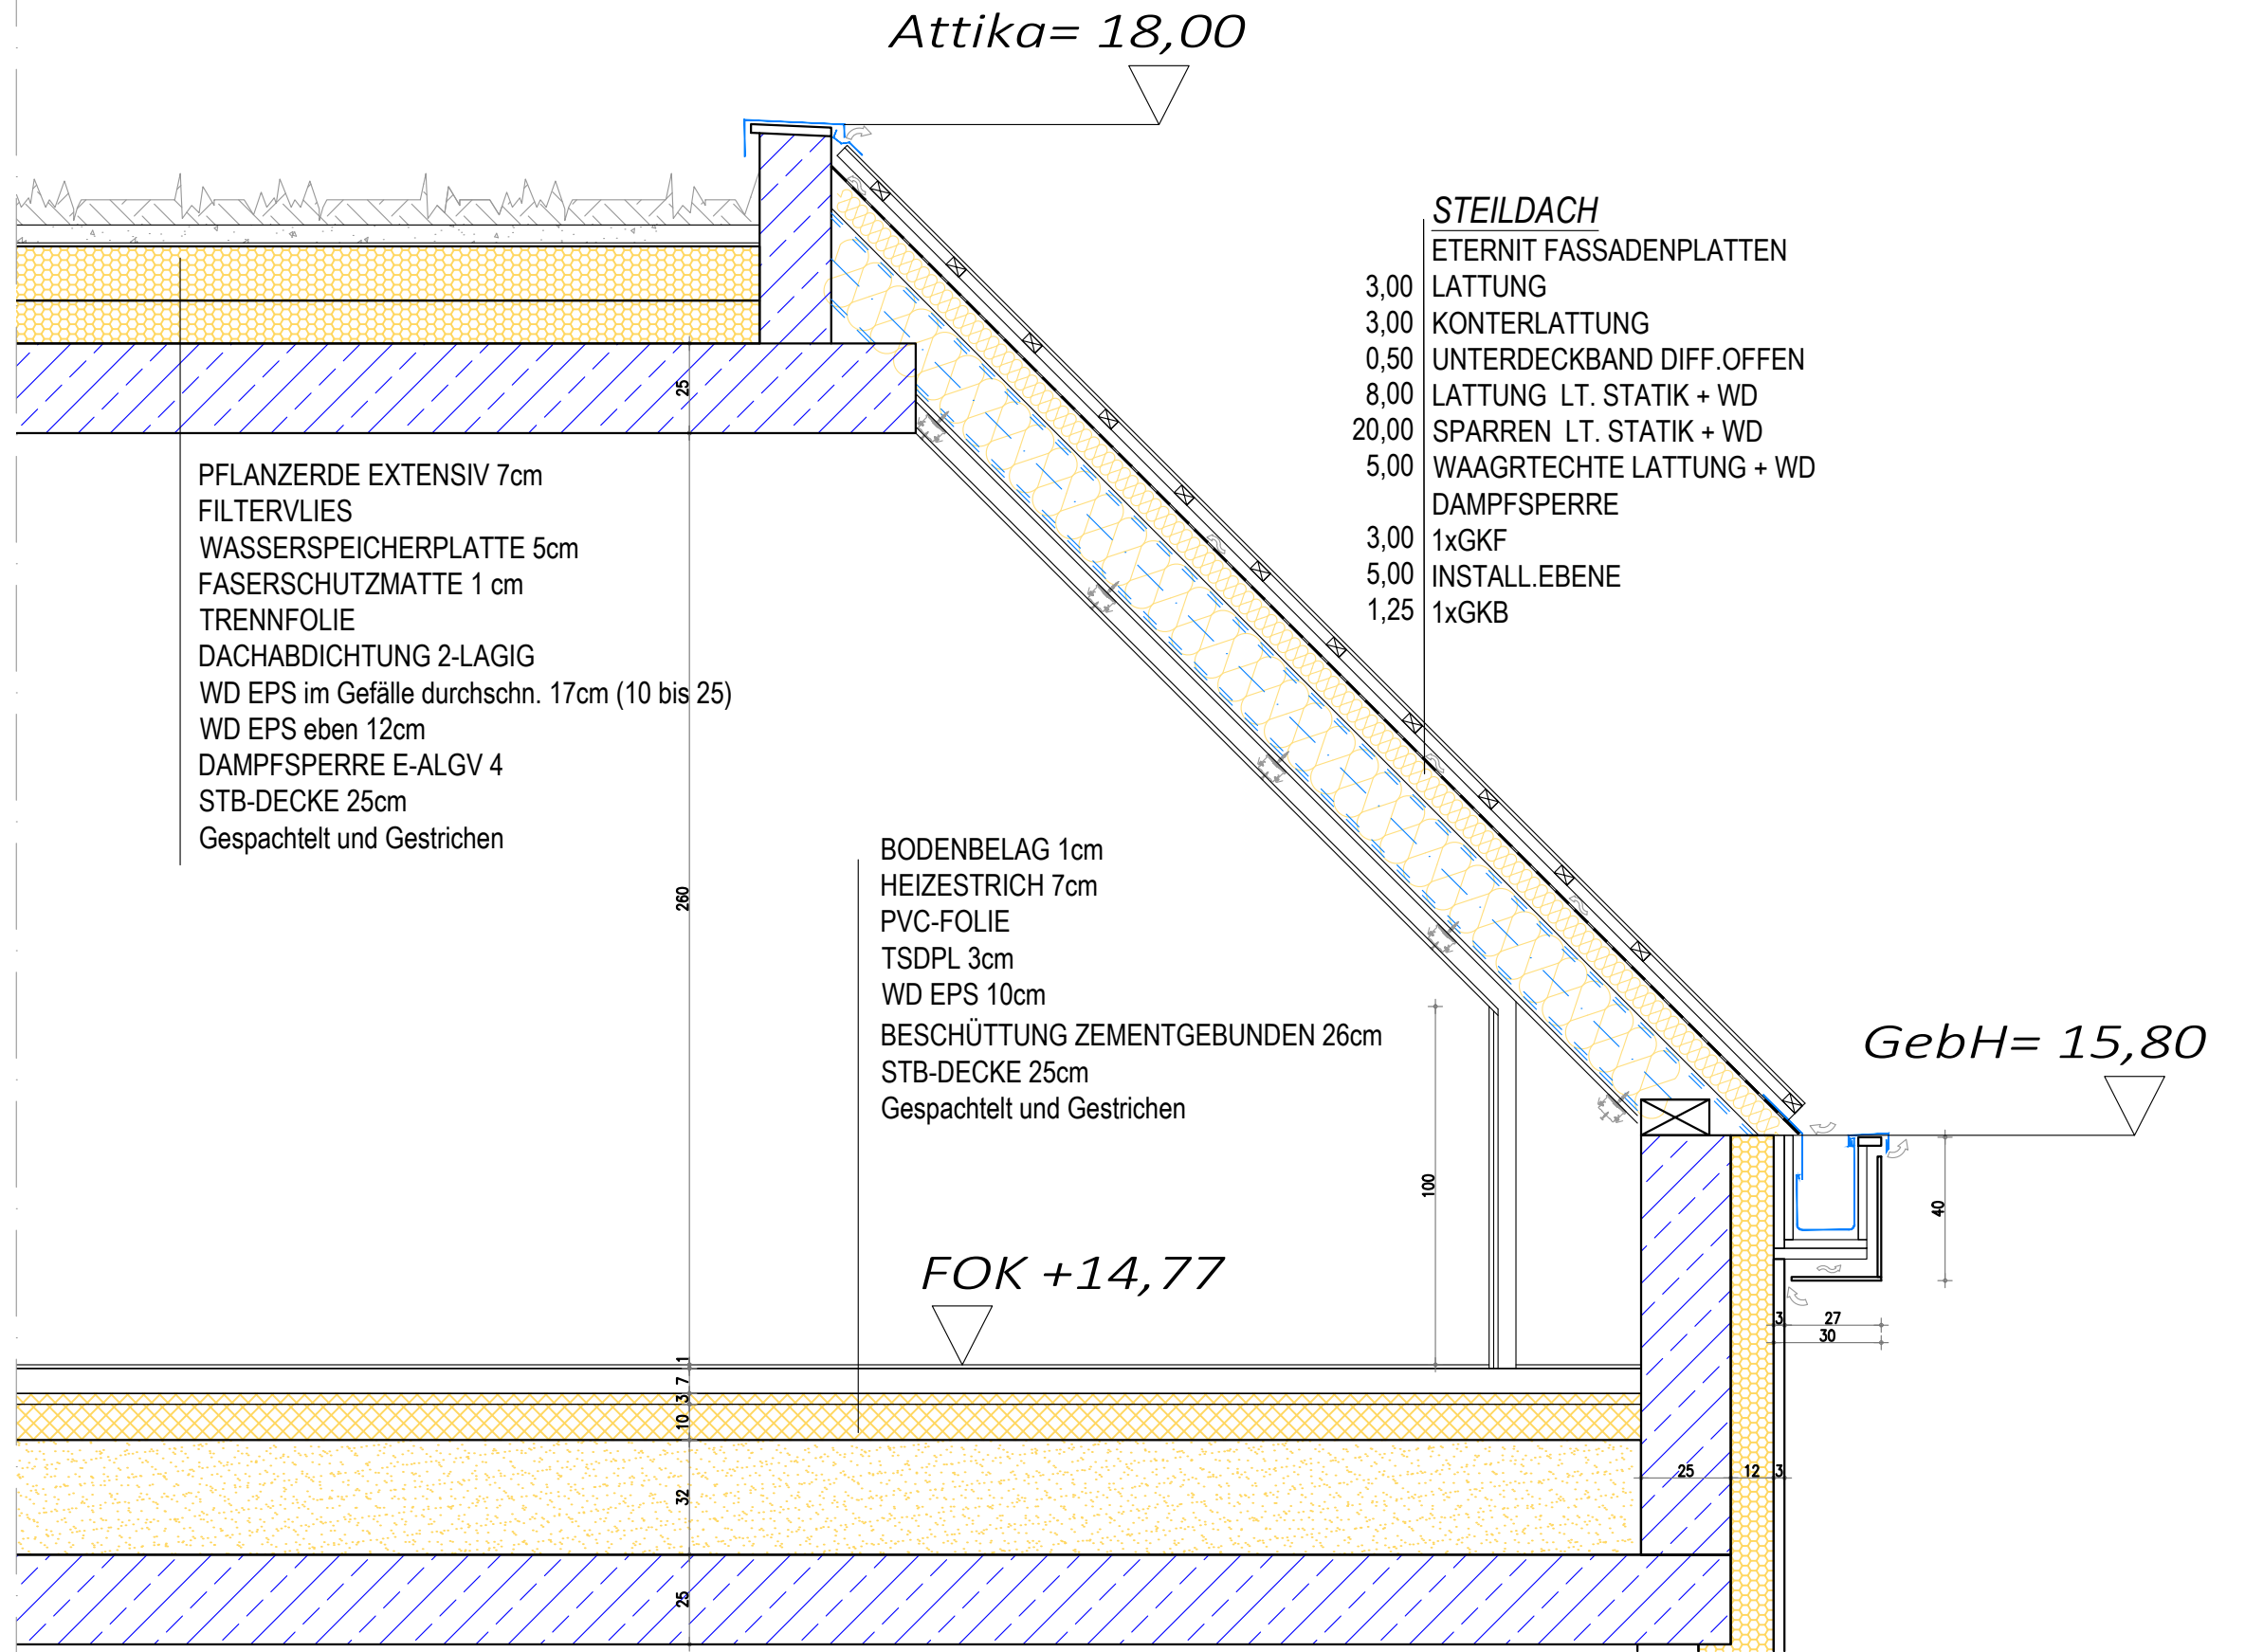 Attika= 18,00
STEILDACH
ETERNIT FASSADENPLATTEN
3,00 LATTUNG
3,00 KONTERLATTUNG
0,50 UNTERDECKBAND DIFF.OFFEN
8,00 LATTUNG LT. STATIK + WD
20,00 SPARREN LT. STATIK + WD
5,00 WAAGRTECHTE LATTUNG + WD
DAMPFSPERRE
3,00 1xGKF
5,00 INSTALL.EBENE
1,25 1xGKB
25
PFLANZERDE EXTENSIV 7cm
FILTERVLIES
WASSERSPEICHERPLATTE 5cm
FASERSCHUTZMATTE 1 cm
TRENNFOLIE
DACHABDICHTUNG 2-LAGIG
WD EPS im Gefälle durchschn. 17cm (10 bis 25)
WD EPS eben 12cm
DAMPFSPERRE E-ALGV 4
STB-DECKE 25cm
Gespachtelt und Gestrichen
260
BODENBELAG 1cm
HEIZESTRICH 7cm
PVC-FOLIE
TSDPL 3cm
WD EPS 10cm
BESCHÜTTUNG ZEMENTGEBUNDEN 26cm
STB-DECKE 25cm
Gespachtelt und Gestrichen
GebH= 15,80
100
40
FOK +14,77
3 27
30
1
7
3
10
32
25
25 12 3